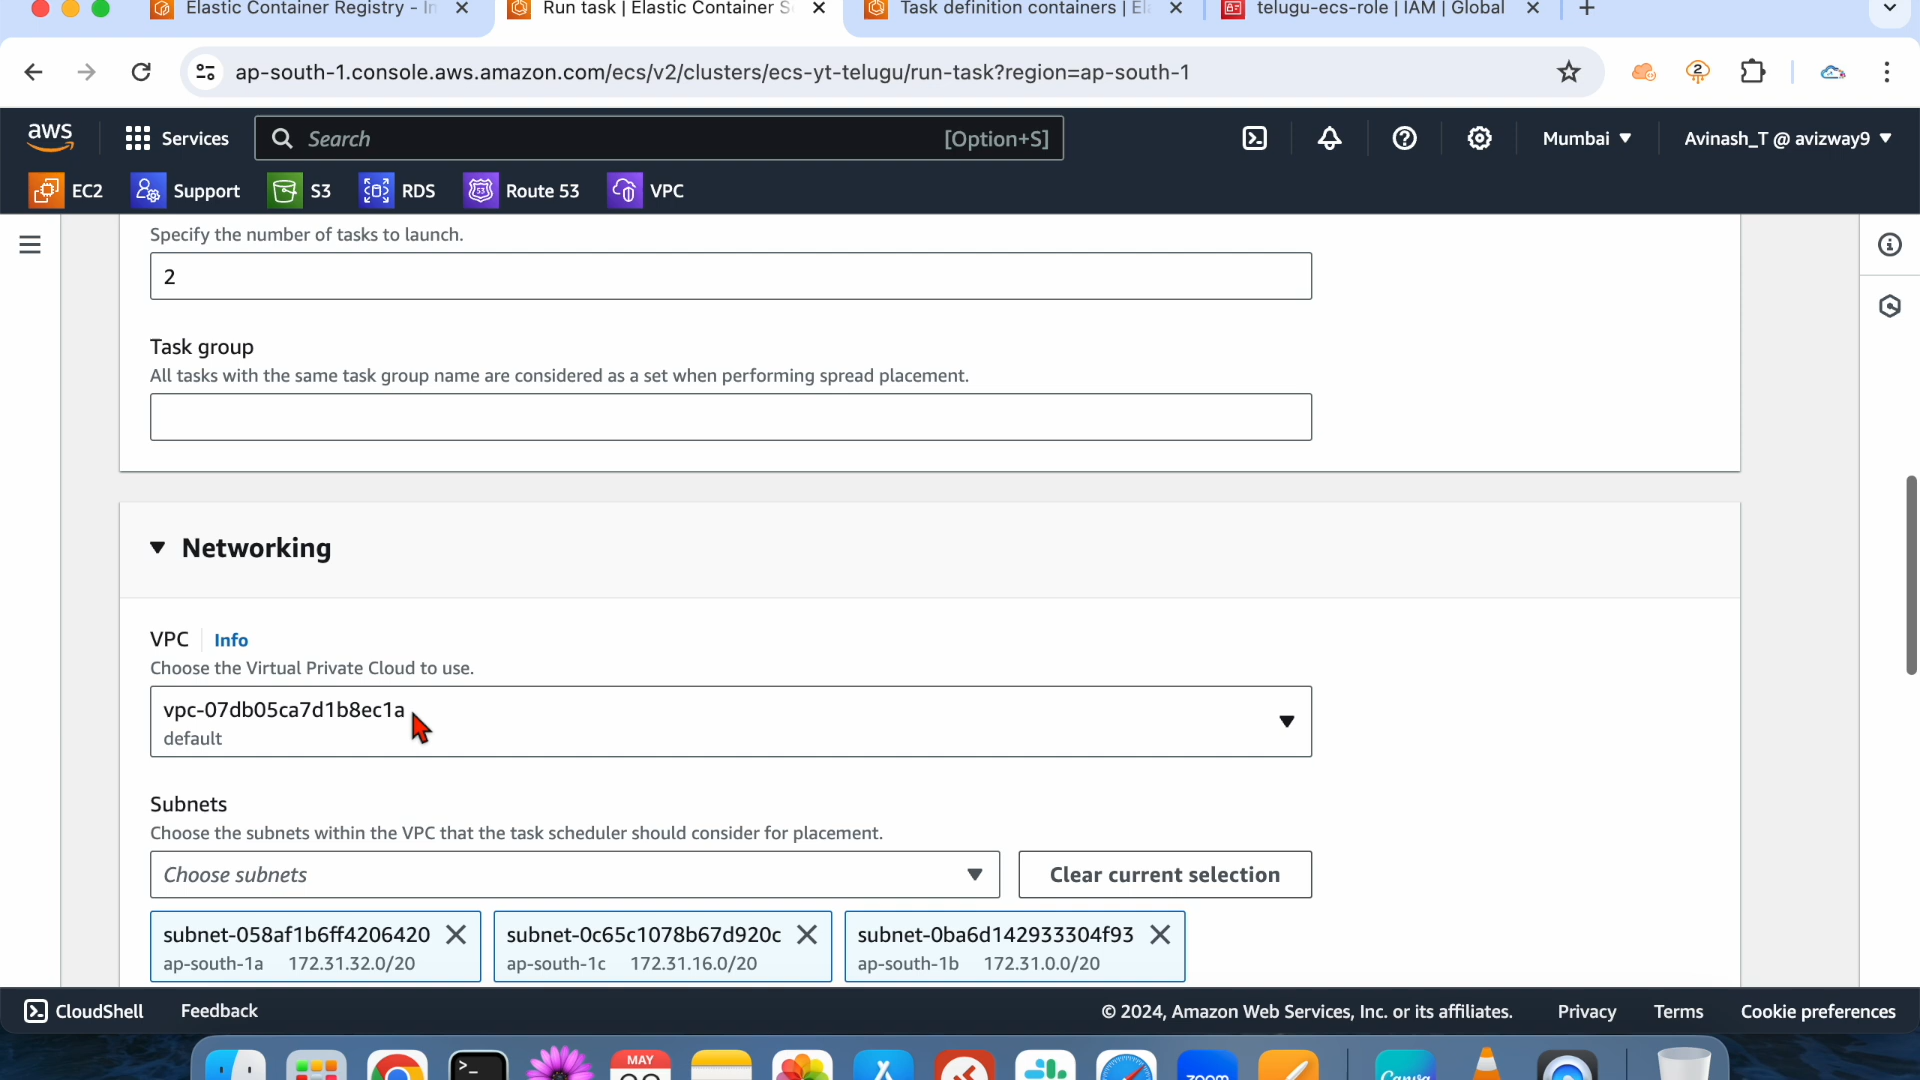 Elastic Container Registry - In
Run task | Elastic Container S
Task definition containers | El
telugu-ecs-role | IAM | Global
ap-south-1.console.aws.amazon.com/ecs/v2/clusters/ecs-yt-telugu/run-task?region=ap-south-1
2
aws
Services
Search
[Option+S]
Mumbai
Avinash_T @ avizway9
EC2
Support
S3
RDS
53
Route 53
VPC
Specify the number of tasks to launch.
2
Task group
All tasks with the same task group name are considered as a set when performing spread placement.
Networking
VPC
Info
Choose the Virtual Private Cloud to use.
vpc-07db05ca7d1b8ec1a
default
Subnets
Choose the subnets within the VPC that the task scheduler should consider for placement.
Choose subnets
Clear current selection
subnet-058af1b6ff4206420
ap-south-1a 172.31.32.0/20
subnet-0c65c1078b67d920c
ap-south-1c 172.31.16.0/20
subnet-0ba6d142933304f93
ap-south-1b 172.31.0.0/20
CloudShell
Feedback
© 2024, Amazon Web Services, Inc. or its affiliates.
Privacy
Terms
Cookie preferences
MAY
zoom
Canva